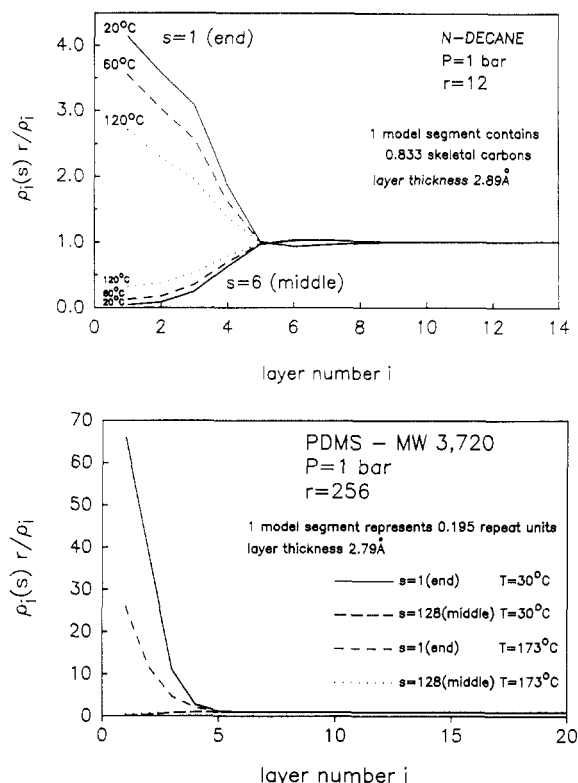 20°C
s=1 (end)
N-DECANE
P=1 bar
r=12
60°C
120°C
1 model segment contains
0.833 skeletal carbons
layer thickness 2.89Å
ρᵢ(s) r/ρᵢ
4.0
3.0
2.0
1.0
0.0
120°C
60°C
20°C
s=6 (middle)
0 2 4 6 8 10 12 14
layer number i
PDMS – MW 3,720
P=1 bar
r=256
1 model segment represents 0.195 repeat units
layer thickness 2.79Å
s=1(end) T=30°C
s=128(middle) T=30°C
s=1(end) T=173°C
s=128(middle) T=173°C
ρᵢ(s) r/ρᵢ
70
60
50
40
30
20
10
0
0 5 10 15 20
layer number i